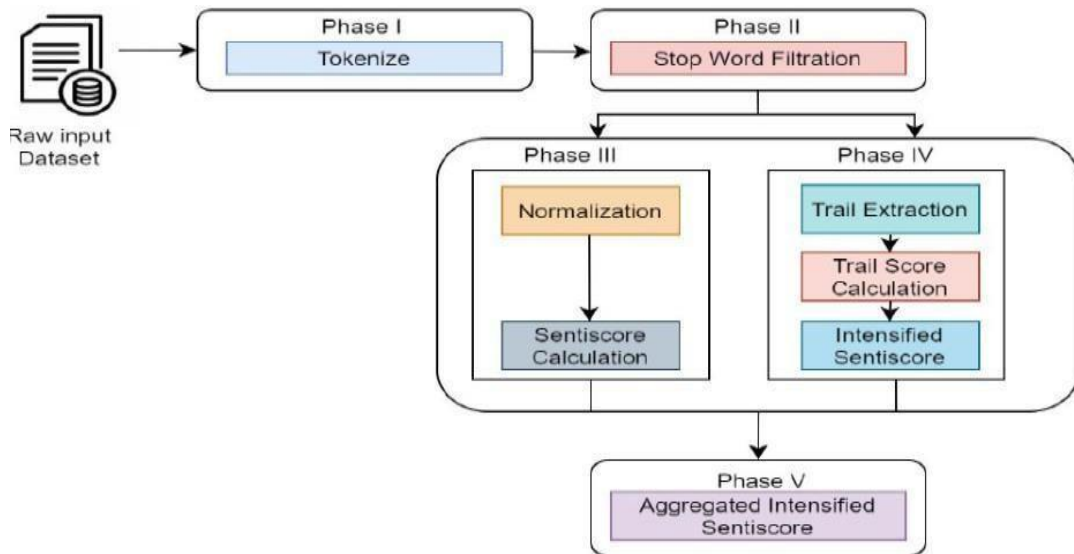 Phase I
Tokenize
Phase II
Stop Word Filtration
Raw input
Dataset
Phase III
Normalization
Sentiscore
Calculation
Phase IV
Trail Extraction
Trail Score
Calculation
Intensified
Sentiscore
Phase V
Aggregated Intensified
Sentiscore